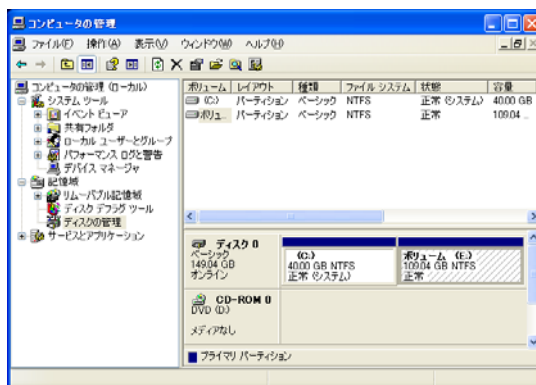 コンピュータの管理
ファイル(F) 操作(A) 表示(V) ウィンドウ(W) ヘルプ(H)
コンピュータの管理 (ローカル)
システム ツール
イベント ビューア
共有フォルダ
ローカル ユーザーとグループ
パフォーマンス ログと警告
デバイス マネージャ
記憶域
リムーバブル記憶域
ディスク デフラグ ツール
ディスクの管理
サービスとアプリケーション
ボリューム レイアウト 種類 ファイル システム 状態 容量
(C:) パーティション ベーシック NTFS 正常 (システム) 40.00 GB
ボリュ... パーティション ベーシック NTFS 正常 109.04 ...
ディスク 0
ベーシック
149.04 GB
オンライン
(C:)
40.00 GB NTFS
正常 (システム)
ボリューム (E:)
109.04 GB NTFS
正常
CD-ROM 0
DVD (D:)
メディアなし
プライマリ パーティション